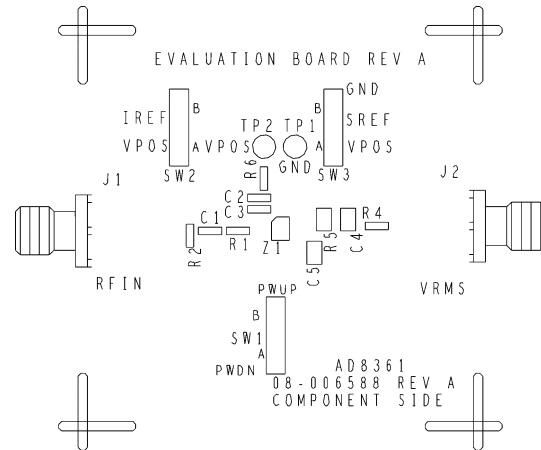 EVALUATION BOARD REV A
GND
B
B
IREF
SREF
TP2 TP1
VPOS A VPOS
A VPOS
SW2
GND
SW3
J1
J2
R6
C2
C3
C1
R4
R2
R1
Z1
R5
C4
C5
RFIN
VRMS
PWUP
B
SW1
A
PWDN
AD8361
08-006588 REV A
COMPONENT SIDE